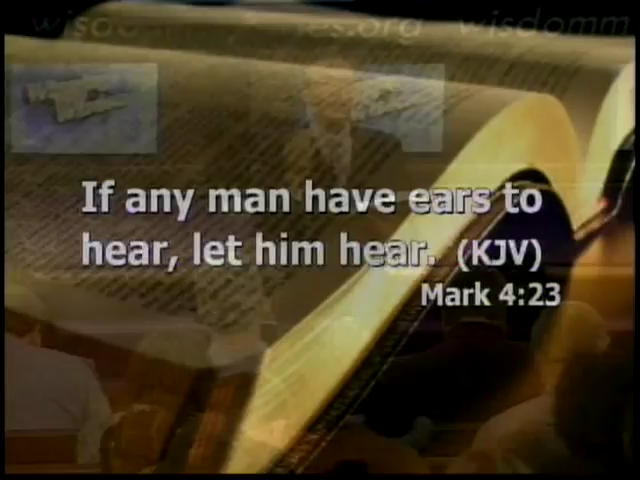 If any man have ears to
hear, let him hear. (KJV)
Mark 4:23